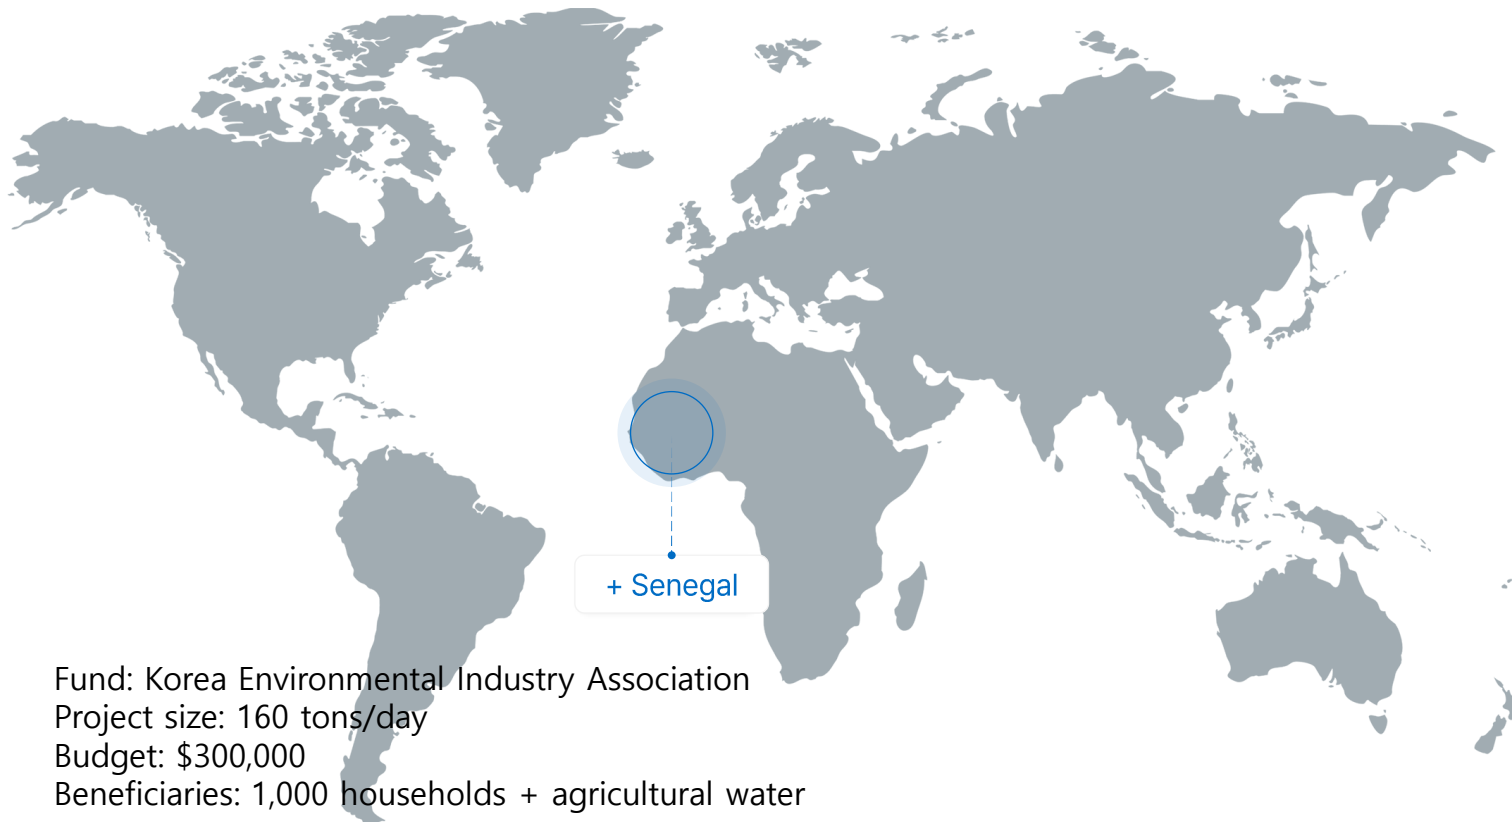 + Senegal
Fund: Korea Environmental Industry Association
Project size: 160 tons/day
Budget: $300,000
Beneficiaries: 1,000 households + agricultural water